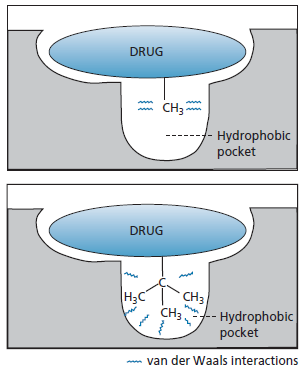 DRUG
CH3
Hydrophobic
pocket
DRUG
C
H3C
CH3
CH3
Hydrophobic
pocket
van der Waals interactions